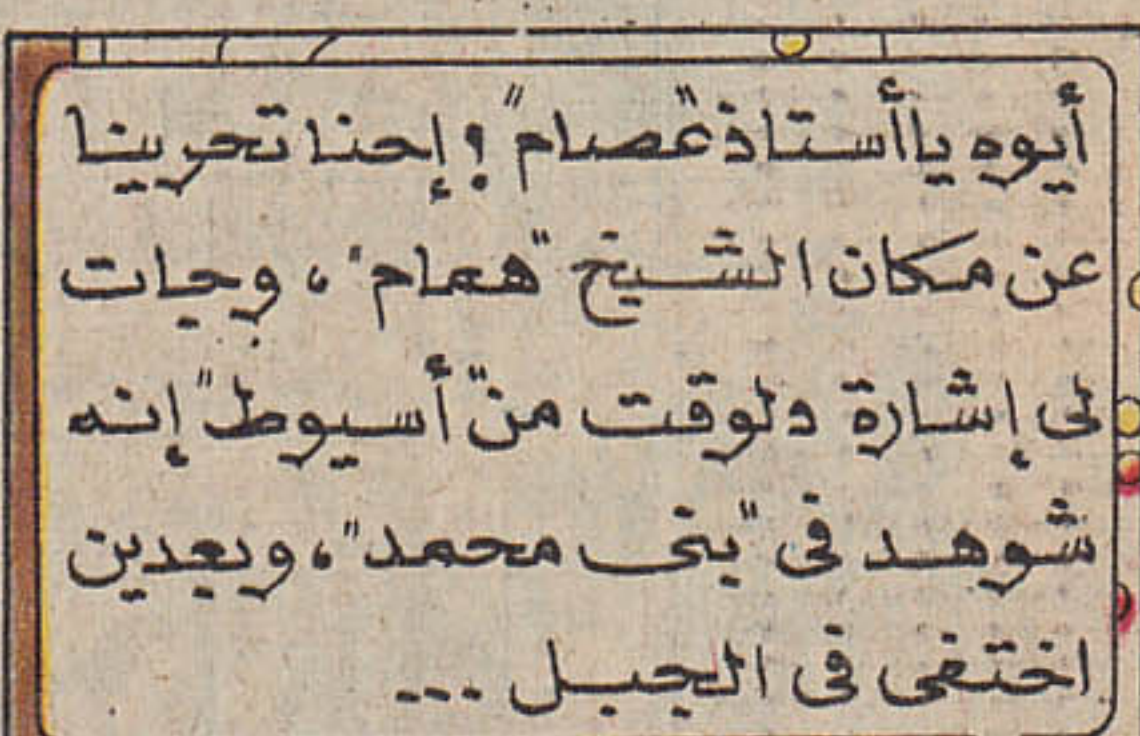 أيوه ياأستاذ "عصام" ؟ إحنا تحرينا
عن مكان الشيخ "همام" ، وجات
لى إشارة دلوقت من "أسيوط" إنه
شوهد فى "بنى محمد" ، وبعدين
اختفى فى الجبل ...